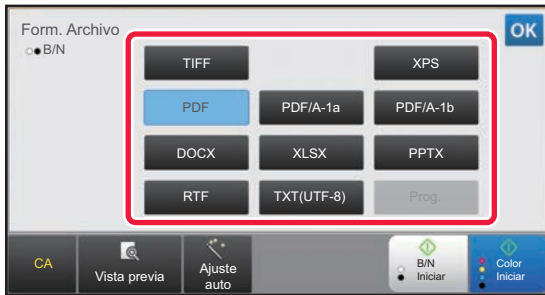 Form. Archivo
OK
B/N
TIFF
XPS
PDF
PDF/A-1a
PDF/A-1b
DOCX
XLSX
PPTX
RTF
TXT(UTF-8)
Prog.
CA
Vista previa
Ajuste
auto
B/N
Iniciar
Color
Iniciar